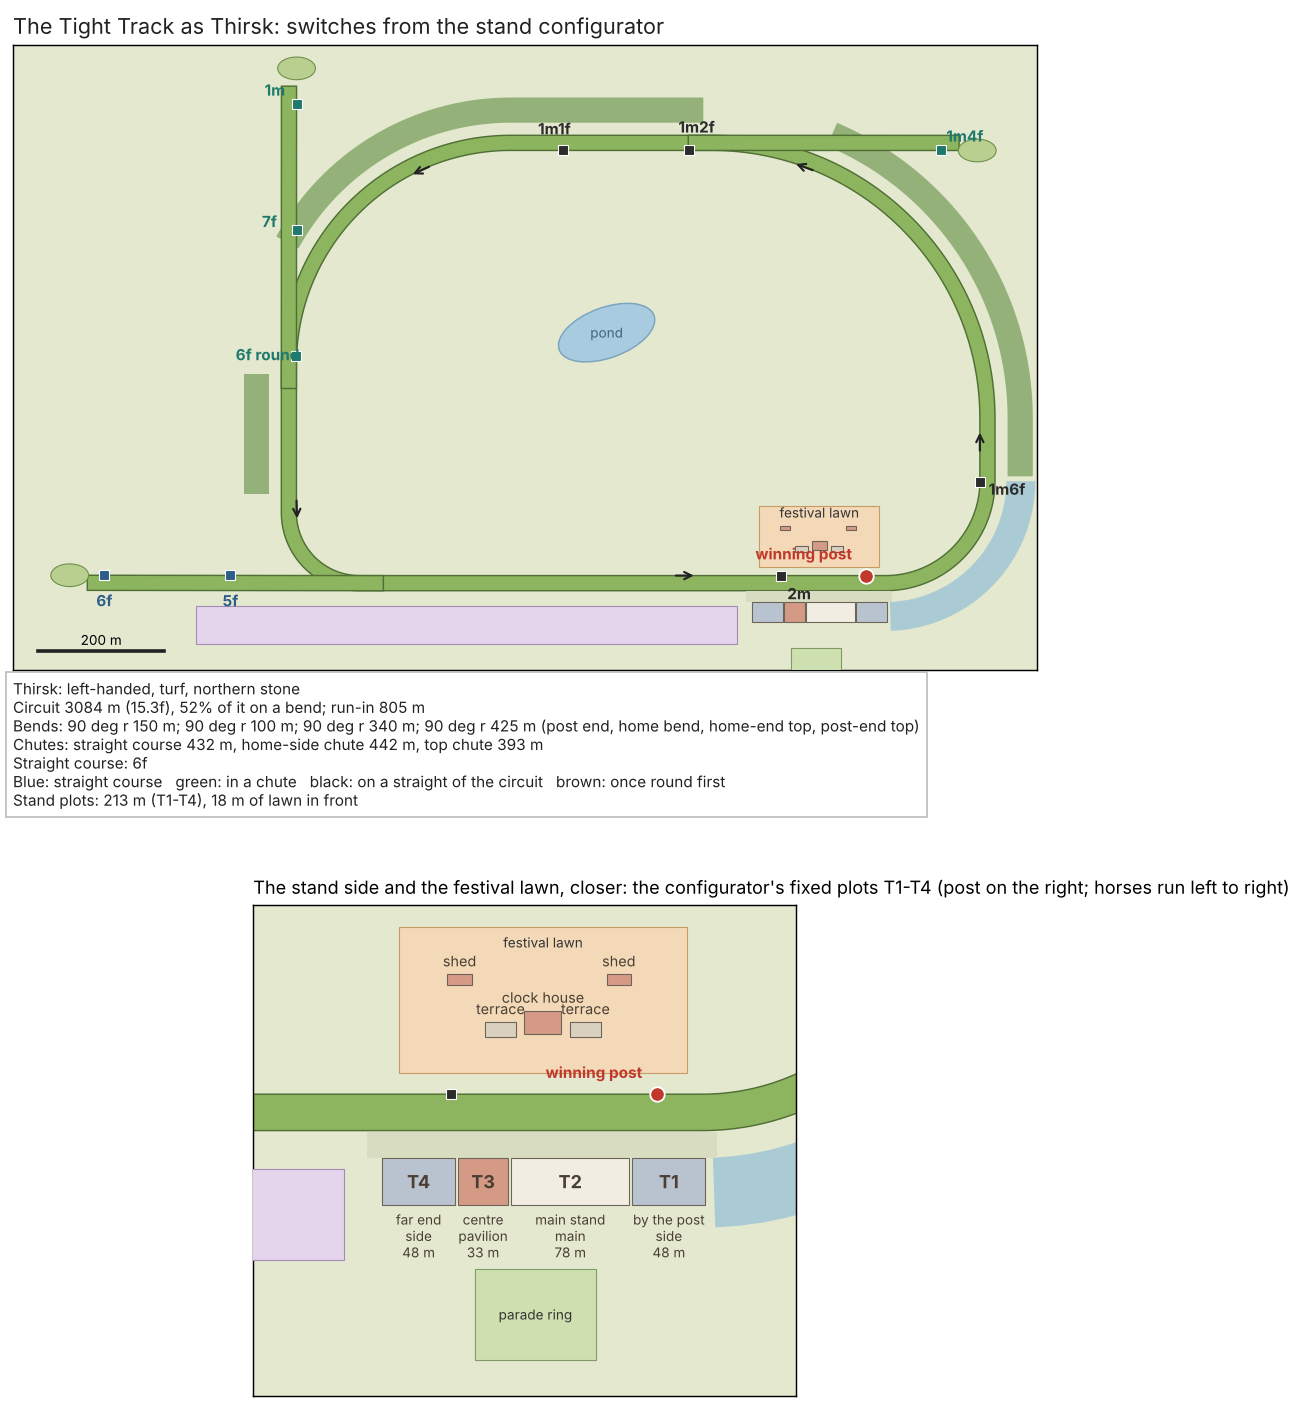 The Tight Track as Thirsk: switches from the stand configurator
1m
1m1f
1m2f
1m4f
7f
pond
6f round
1m6f
festival lawn
winning post
2m
6f
5f
200 m
Thirsk: left-handed, turf, northern stone
Circuit 3084 m (15.3f), 52% of it on a bend; run-in 805 m
Bends: 90 deg r 150 m; 90 deg r 100 m; 90 deg r 340 m; 90 deg r 425 m (post end, home bend, home-end top, post-end top)
Chutes: straight course 432 m, home-side chute 442 m, top chute 393 m
Straight course: 6f
Blue: straight course   green: in a chute   black: on a straight of the circuit   brown: once round first
Stand plots: 213 m (T1-T4), 18 m of lawn in front
The stand side and the festival lawn, closer: the configurator's fixed plots T1-T4 (post on the right; horses run left to right)
festival lawn
shed
shed
clock house
terrace
terrace
winning post
T4
T3
T2
T1
far end
side
48 m
centre
pavilion
33 m
main stand
main
78 m
by the post
side
48 m
parade ring